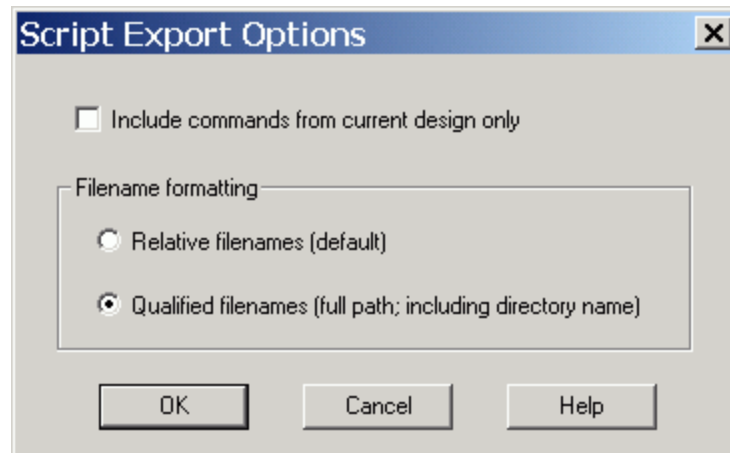 Script Export Options
Include commands from current design only
Filename formatting
Relative filenames (default)
Qualified filenames (full path; including directory name)
OK Cancel Help